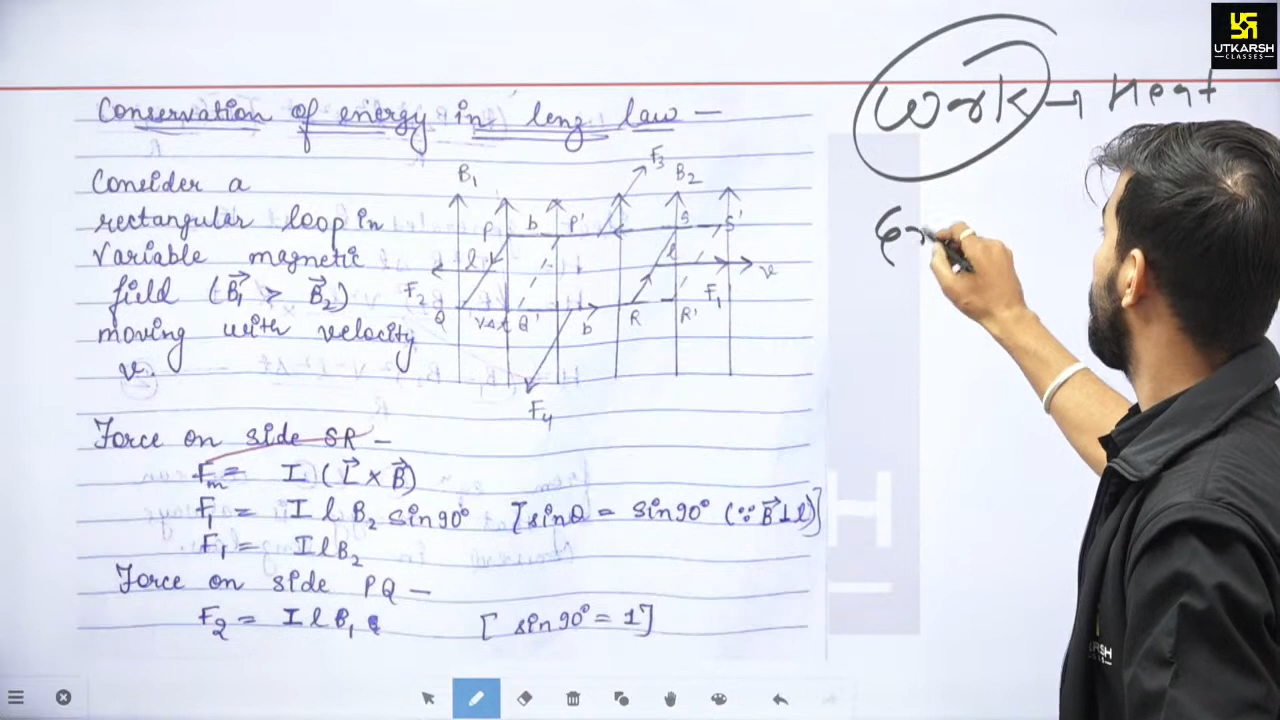 UTKARSH
CLASSES
Work → Heat
Conservation of energy in lenz law —
Consider a
rectangular loop in
variable magnetic
field (B⃗₁ > B⃗₂)
moving with velocity
v.
B₁ F₃ B₂
P b P' S S'
l l v
F₂ F₁
Q Q' b R R'
F₄
Force on side SR —
Fm = I (L⃗ × B⃗)
F₁ = I l B₂ sin90° [sinθ = sin90° (∵ B⃗ ⊥ l)]
F₁ = I l B₂
Force on side PQ —
F₂ = I l B₁ [ sin90° = 1]